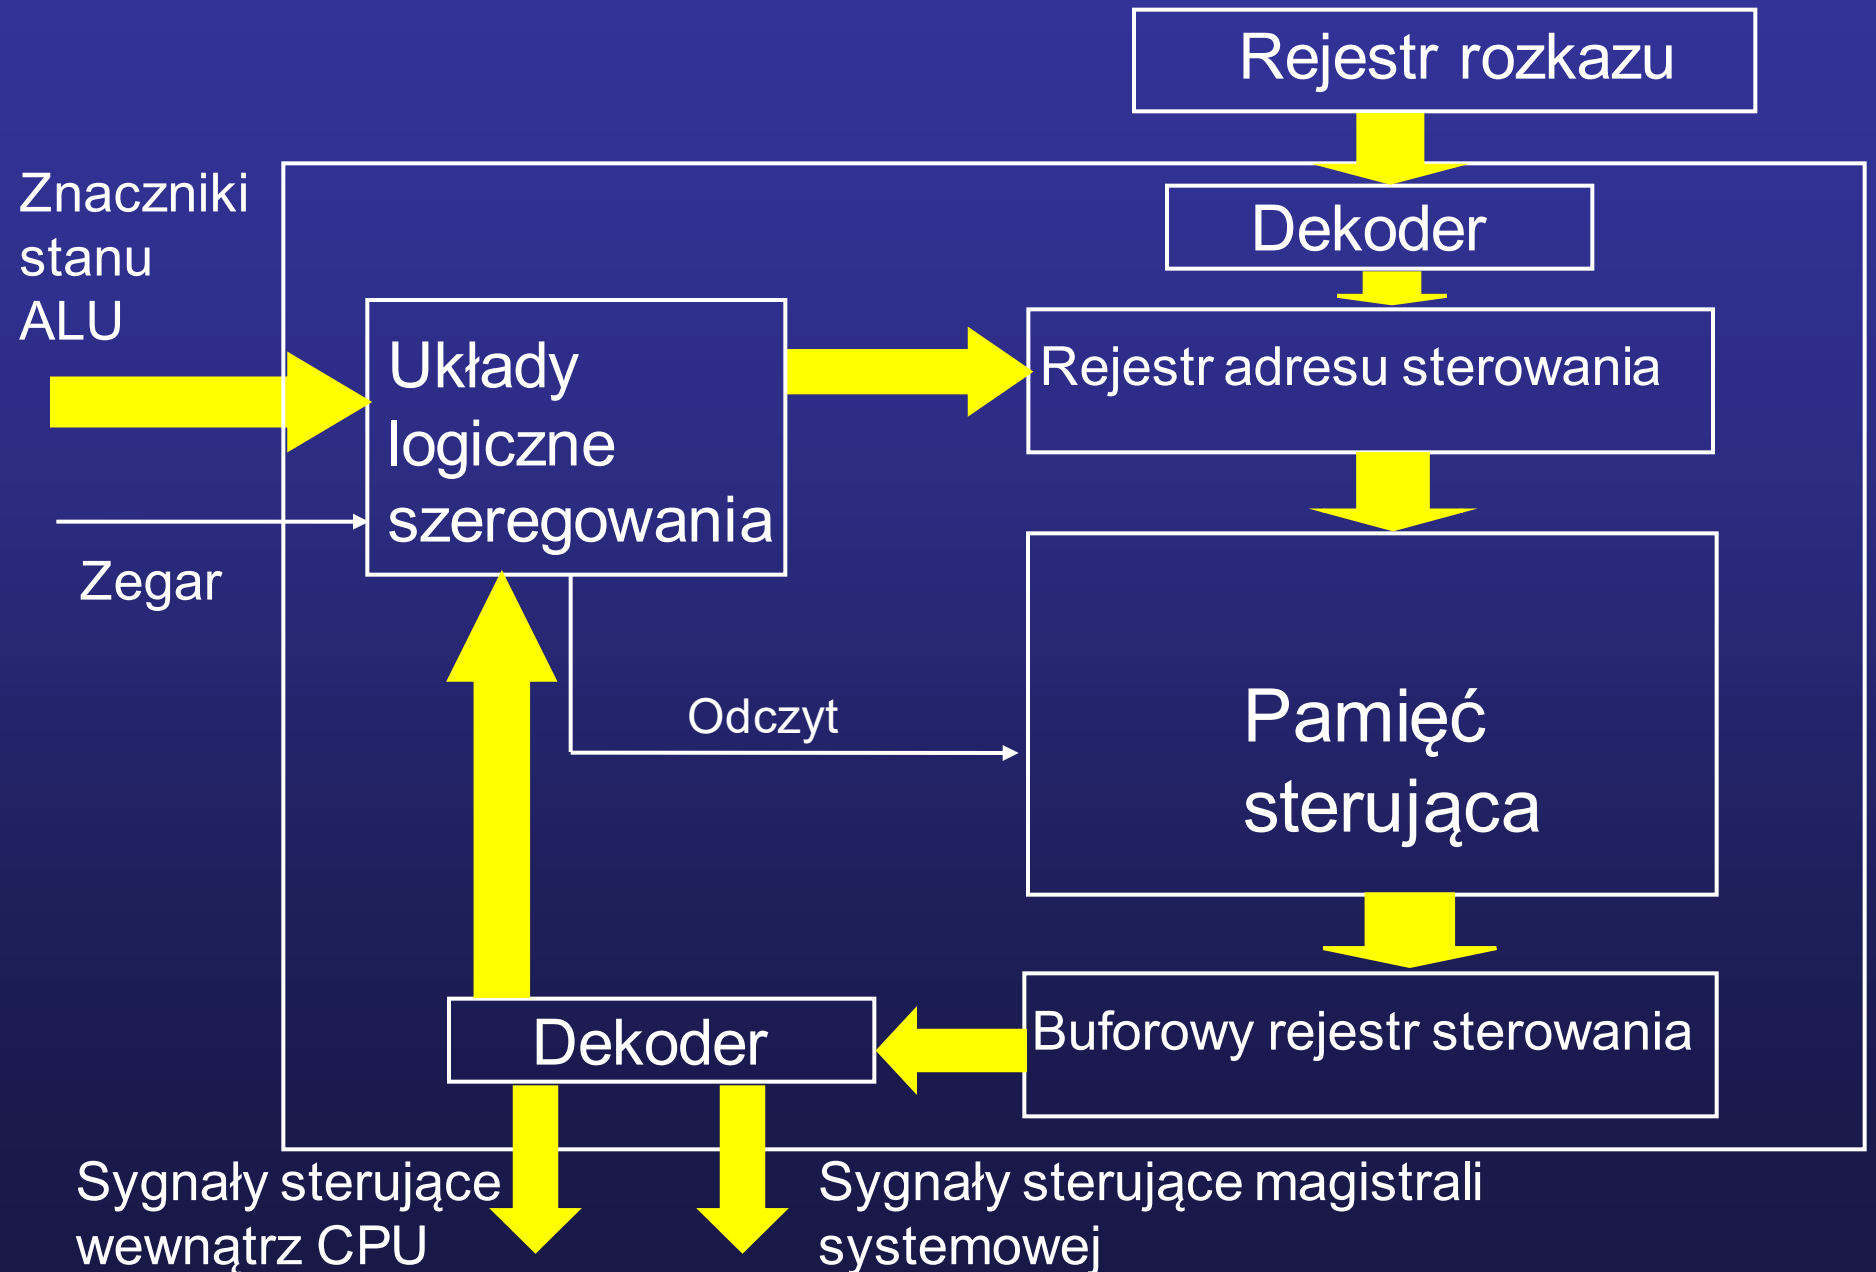 Rejestr rozkazu
Znaczniki
stanu
ALU
Dekoder
Układy
logiczne
szeregowania
Rejestr adresu sterowania
Zegar
Odczyt
Pamięć
sterująca
Dekoder
Buforowy rejestr sterowania
Sygnały sterujące
wewnątrz CPU
Sygnały sterujące magistrali
systemowej